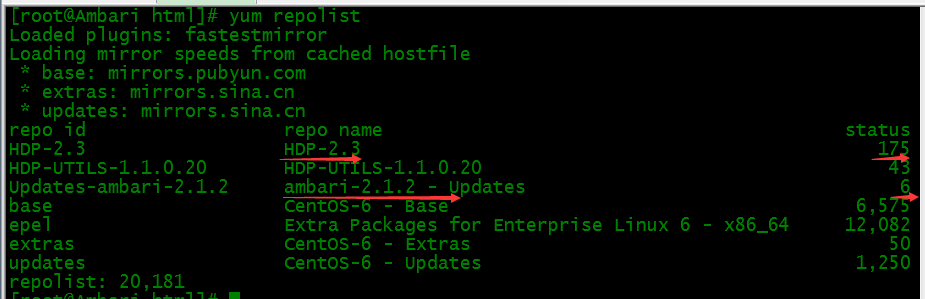 [root@Ambari html]# yum repolist
Loaded plugins: fastestmirror
Loading mirror speeds from cached hostfile
 * base: mirrors.pubyun.com
 * extras: mirrors.sina.cn
 * updates: mirrors.sina.cn
repo id                  repo name                                          status
HDP-2.3                  HDP-2.3                                               175
HDP-UTILS-1.1.0.20       HDP-UTILS-1.1.0.20                                     43
Updates-ambari-2.1.2     ambari-2.1.2 - Updates                                  6
base                     CentOS-6 - Base                                     6,575
epel                     Extra Packages for Enterprise Linux 6 - x86_64     12,082
extras                   CentOS-6 - Extras                                      50
updates                  CentOS-6 - Updates                                  1,250
repolist: 20,181
[root@Ambari html]#